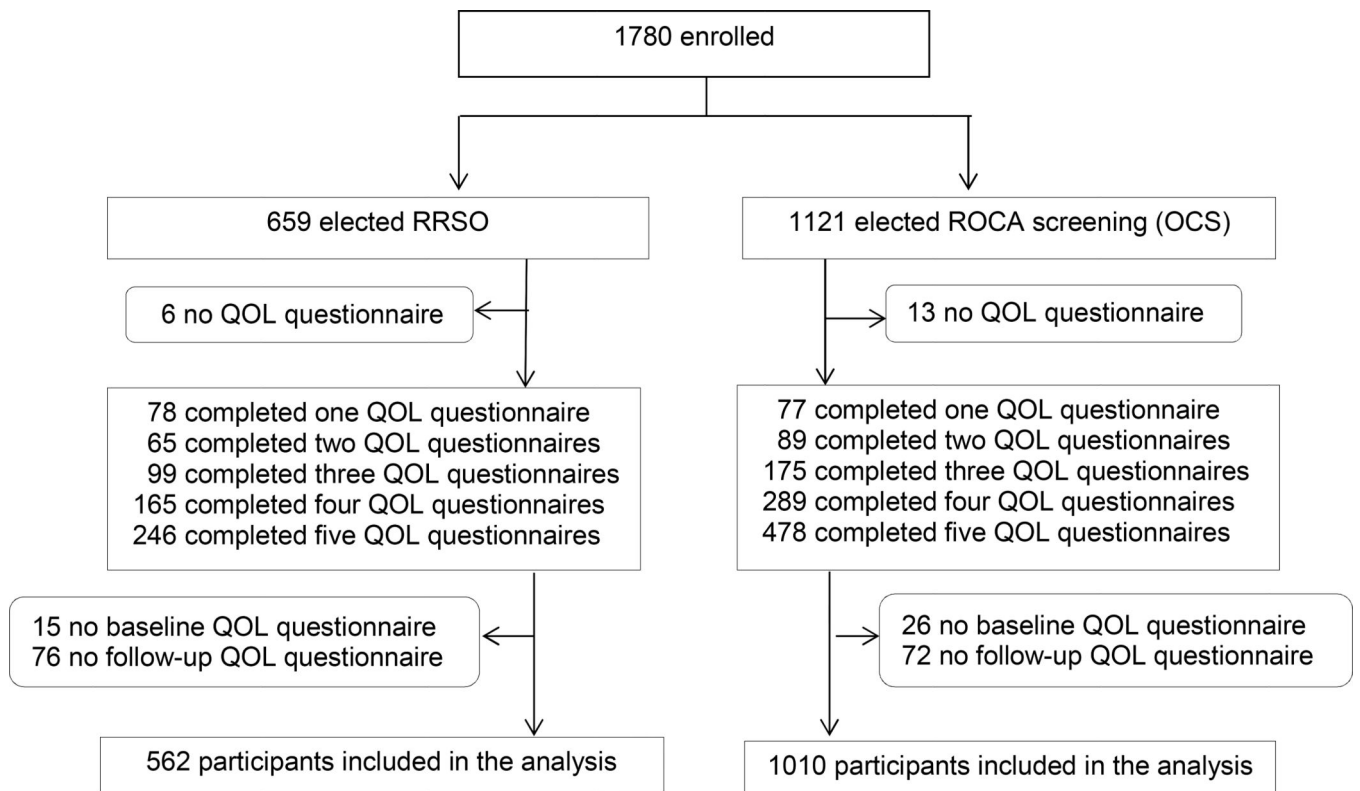 1780 enrolled
659 elected RRSO
1121 elected ROCA screening (OCS)
6 no QOL questionnaire
13 no QOL questionnaire
78 completed one QOL questionnaire
65 completed two QOL questionnaires
99 completed three QOL questionnaires
165 completed four QOL questionnaires
246 completed five QOL questionnaires
77 completed one QOL questionnaire
89 completed two QOL questionnaires
175 completed three QOL questionnaires
289 completed four QOL questionnaires
478 completed five QOL questionnaires
15 no baseline QOL questionnaire
76 no follow-up QOL questionnaire
26 no baseline QOL questionnaire
72 no follow-up QOL questionnaire
562 participants included in the analysis
1010 participants included in the analysis